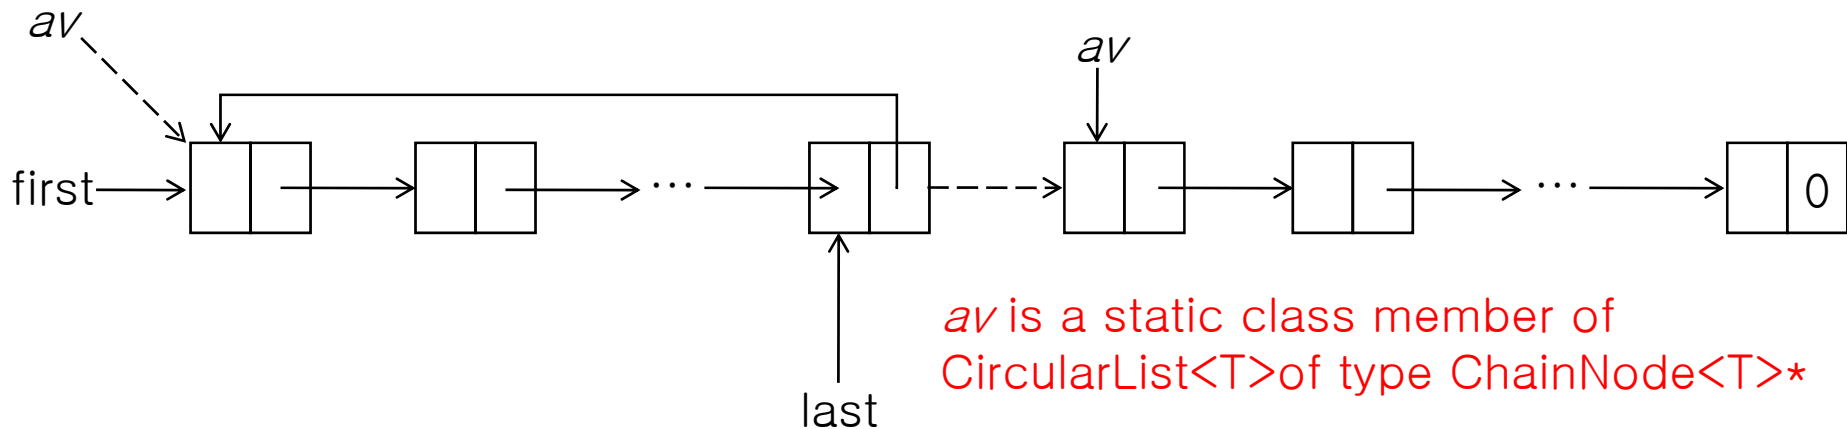 av
av
first
...
...
0
av is a static class member of
CircularList<T>of type ChainNode<T>*
last